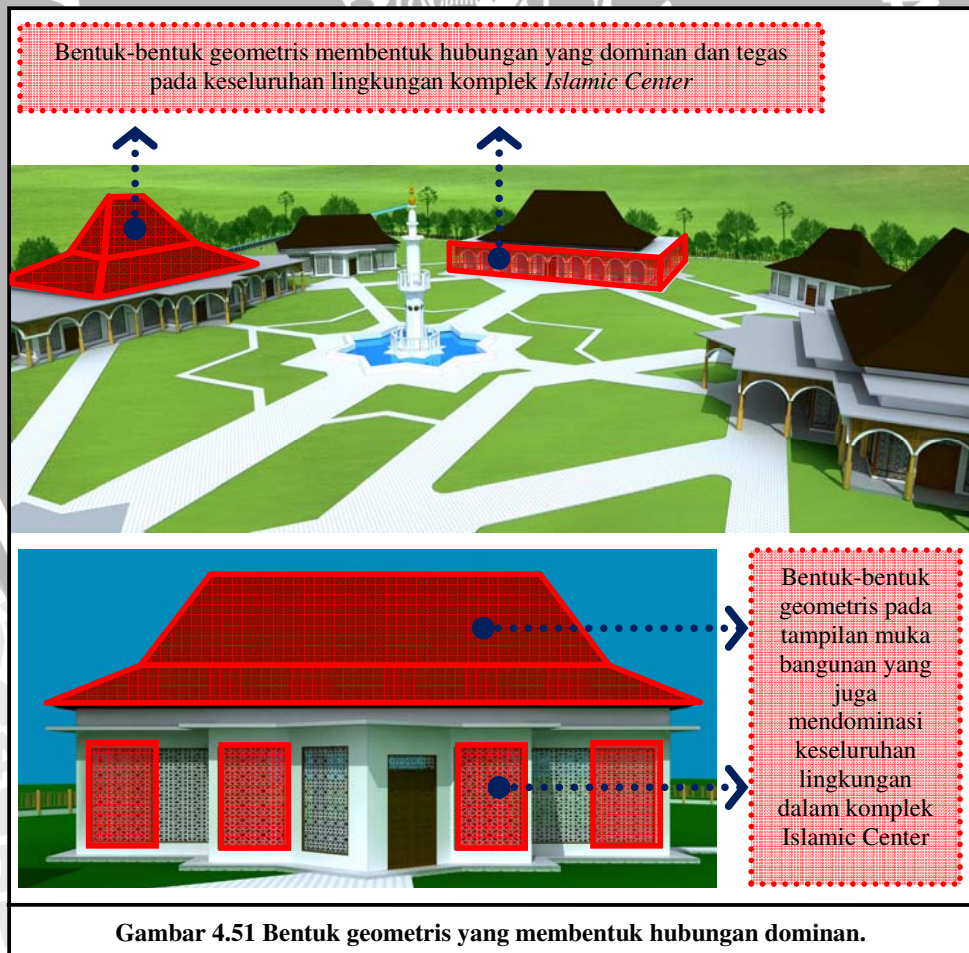 Bentuk-bentuk geometris membentuk hubungan yang dominan dan tegas
pada keseluruhan lingkungan komplek Islamic Center
Bentuk-bentuk
geometris pada
tampilan muka
bangunan yang
juga
mendominasi
keseluruhan
lingkungan
dalam komplek
Islamic Center
Gambar 4.51 Bentuk geometris yang membentuk hubungan dominan.